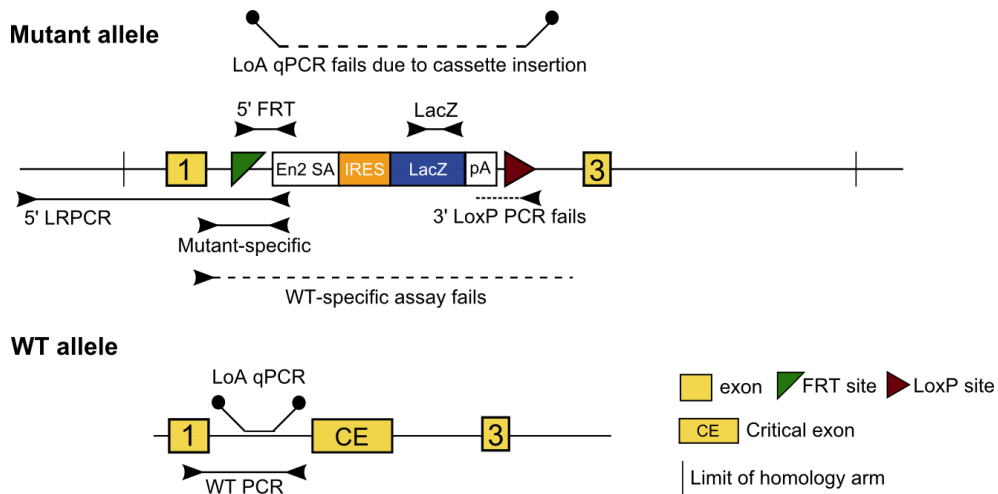 Mutant allele
LoA qPCR fails due to cassette insertion
5' FRT
LacZ
1
En2 SA
IRES
LacZ
pA
3
5' LRPCR
3' LoxP PCR fails
Mutant-specific
WT-specific assay fails
WT allele
LoA qPCR
1
CE
3
WT PCR
exon
FRT site
LoxP site
CE
Critical exon
Limit of homology arm